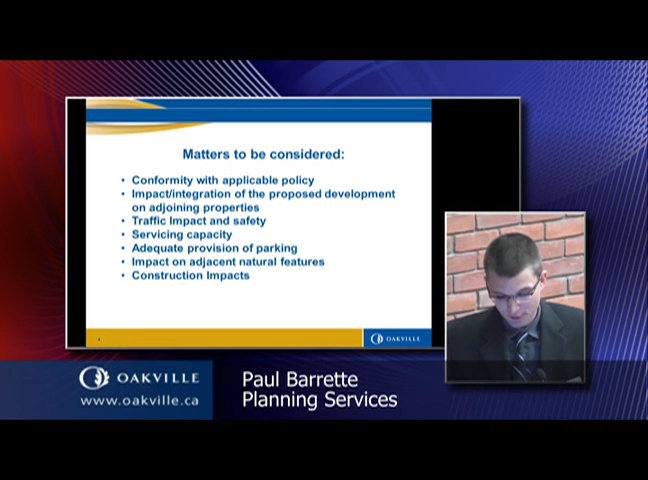 Matters to be considered:
• Conformity with applicable policy
• Impact/integration of the proposed development
on adjoining properties
• Traffic Impact and safety
• Servicing capacity
• Adequate provision of parking
• Impact on adjacent natural features
• Construction Impacts
OAKVILLE
OAKVILLE
www.oakville.ca
Paul Barrette
Planning Services